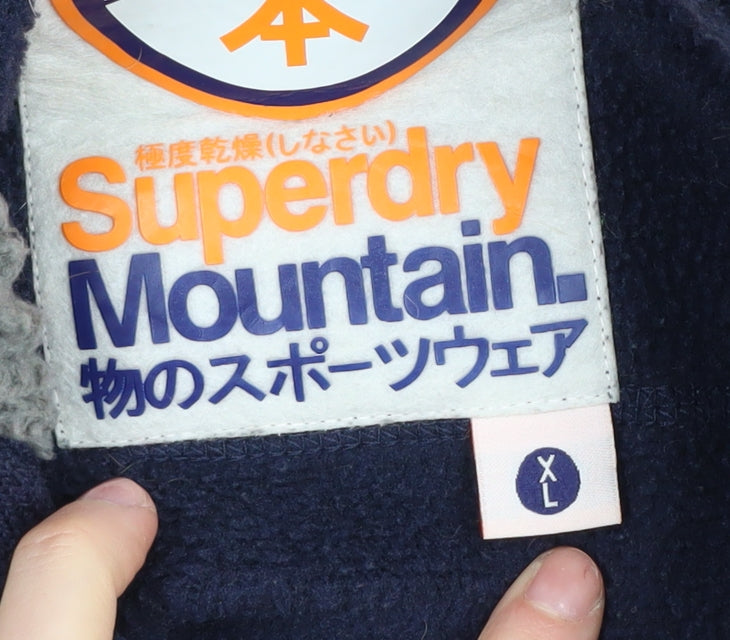 本
極度乾燥(しなさい)
Superdry
Mountain.
物のスポーツウェア
XL